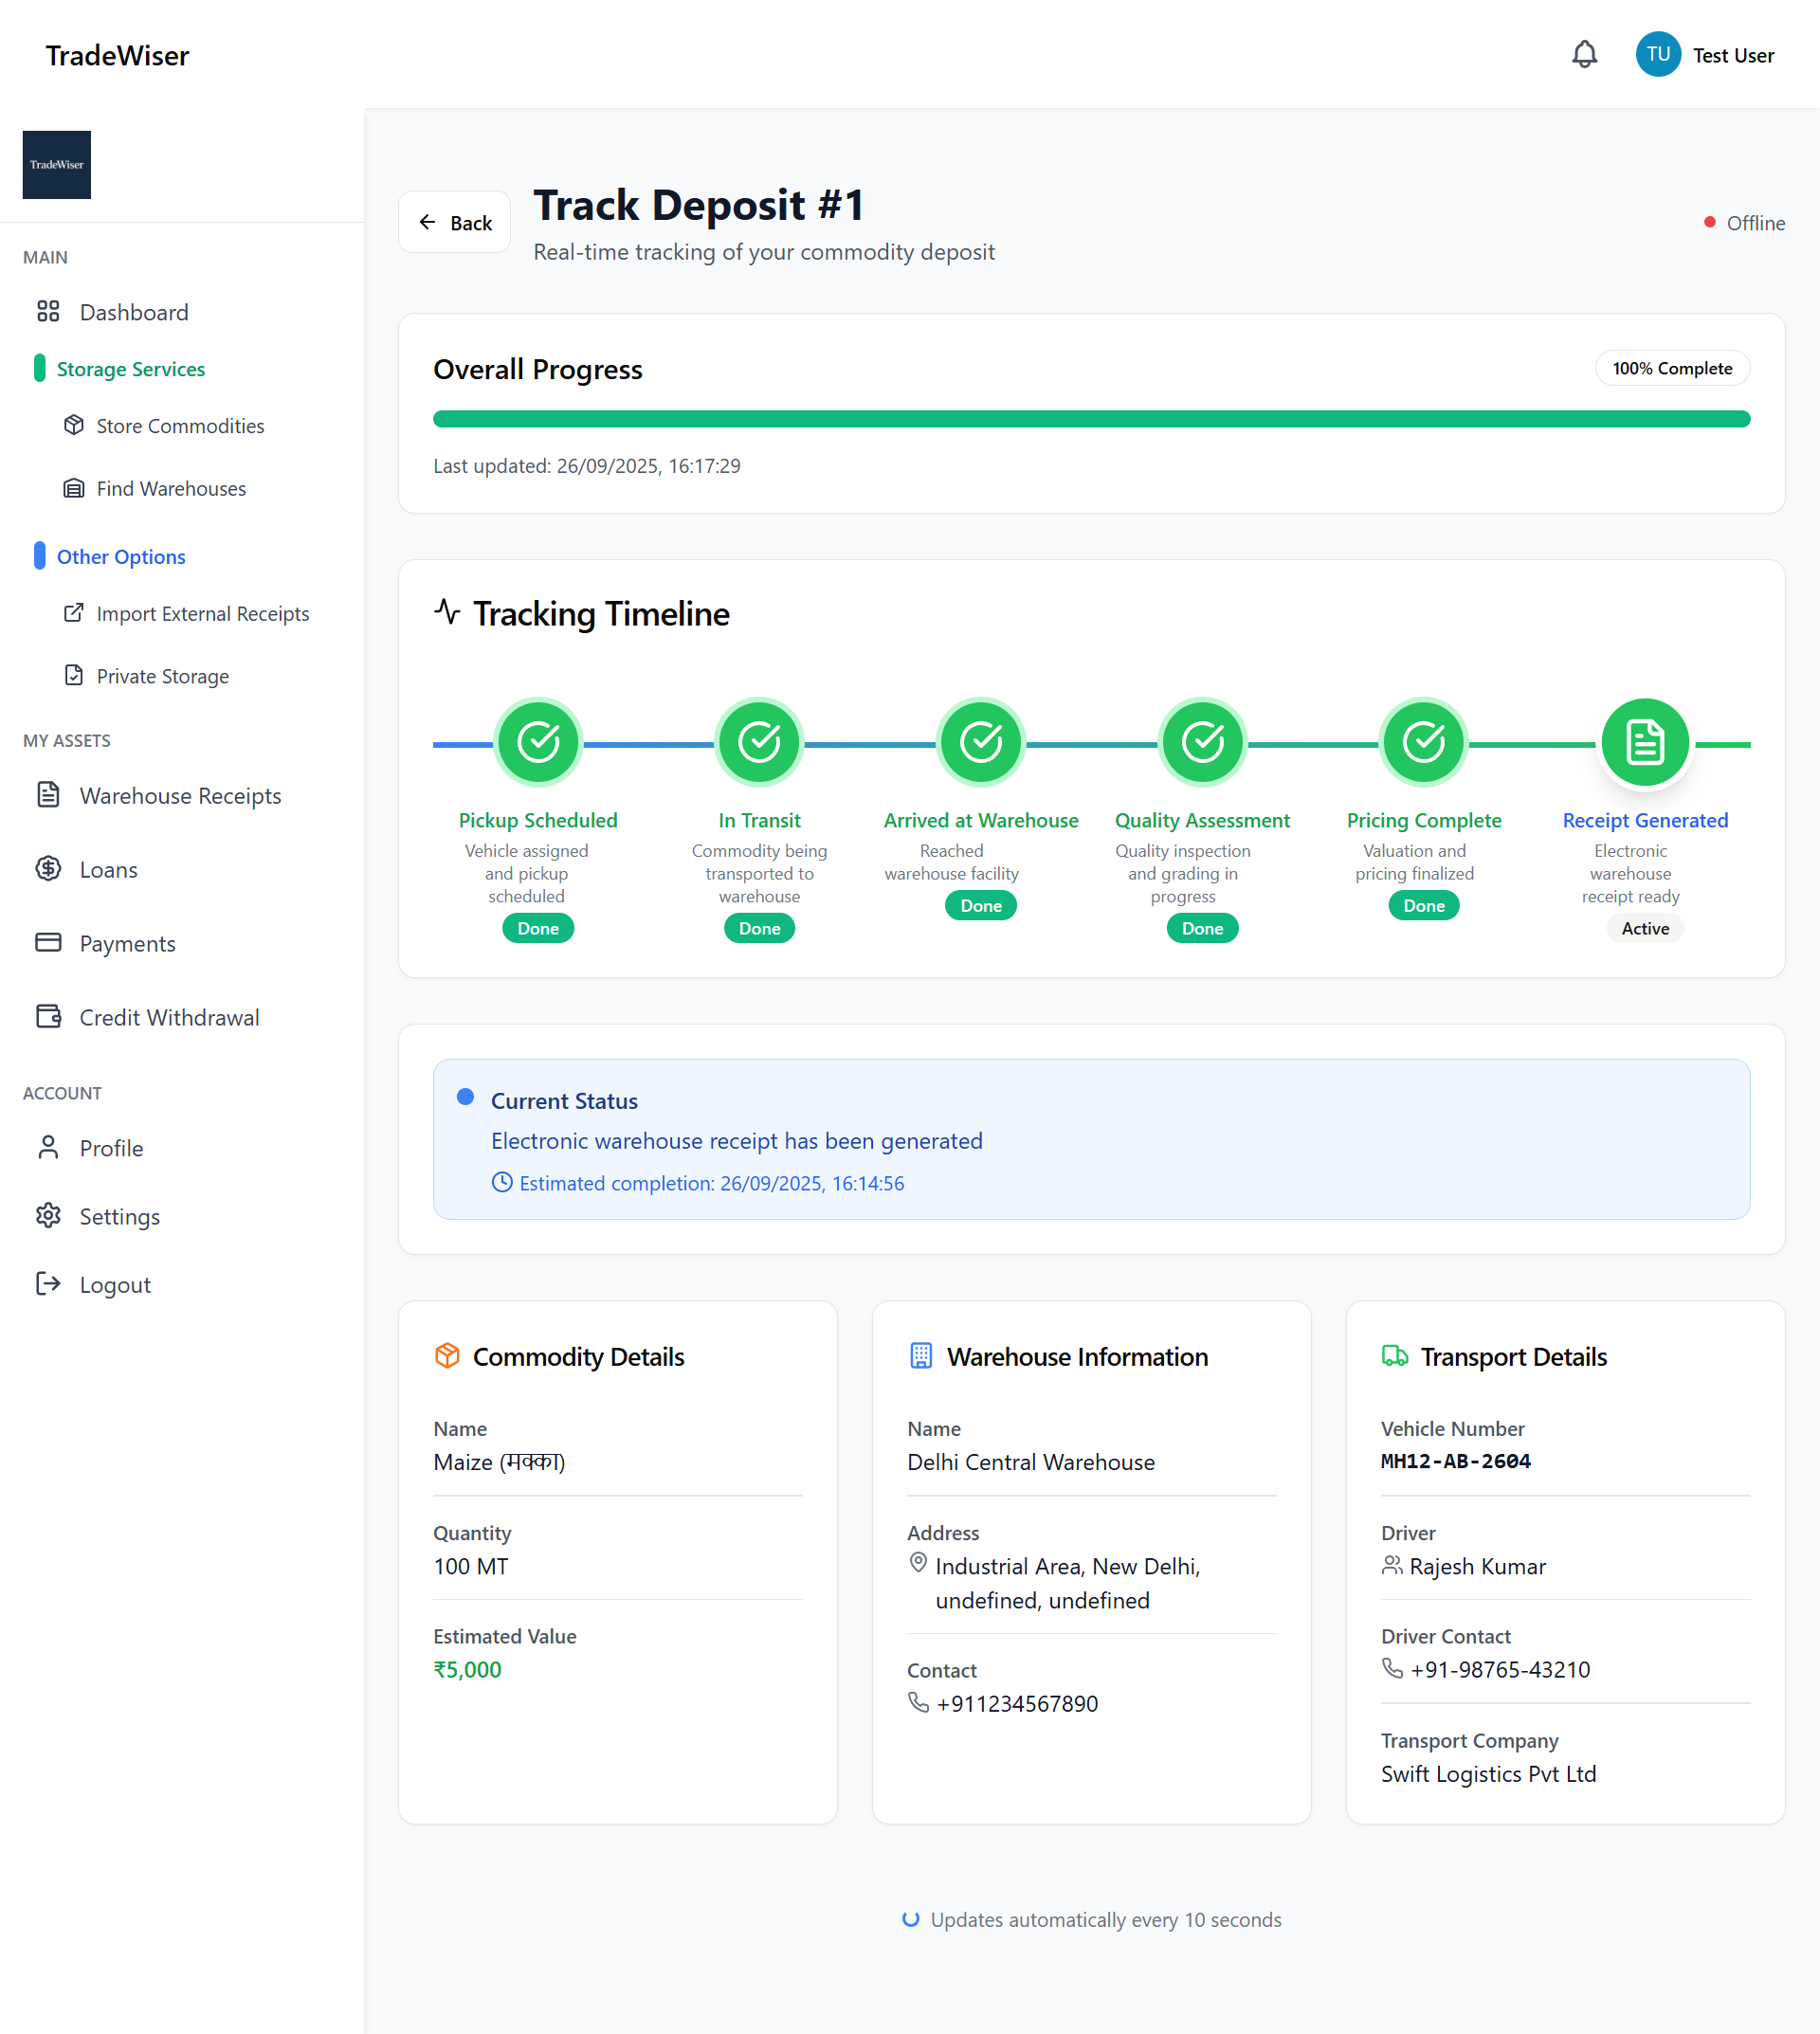 TradeWiser
TU
Test User
TradeWiser
MAIN
Dashboard
Storage Services
Store Commodities
Find Warehouses
Other Options
Import External Receipts
Private Storage
MY ASSETS
Warehouse Receipts
Loans
Payments
Credit Withdrawal
ACCOUNT
Profile
Settings
Logout
Back
Track Deposit #1
Real-time tracking of your commodity deposit
Offline
Overall Progress
100% Complete
Last updated: 26/09/2025, 16:17:29
Tracking Timeline
Pickup Scheduled
Vehicle assigned
and pickup
scheduled
Done
In Transit
Commodity being
transported to
warehouse
Done
Arrived at Warehouse
Reached
warehouse facility
Done
Quality Assessment
Quality inspection
and grading in
progress
Done
Pricing Complete
Valuation and
pricing finalized
Done
Receipt Generated
Electronic
warehouse
receipt ready
Active
Current Status
Electronic warehouse receipt has been generated
Estimated completion: 26/09/2025, 16:14:56
Commodity Details
Name
Maize (मक्का)
Quantity
100 MT
Estimated Value
₹5,000
Warehouse Information
Name
Delhi Central Warehouse
Address
Industrial Area, New Delhi,
undefined, undefined
Contact
+911234567890
Transport Details
Vehicle Number
MH12-AB-2604
Driver
Rajesh Kumar
Driver Contact
+91-98765-43210
Transport Company
Swift Logistics Pvt Ltd
Updates automatically every 10 seconds